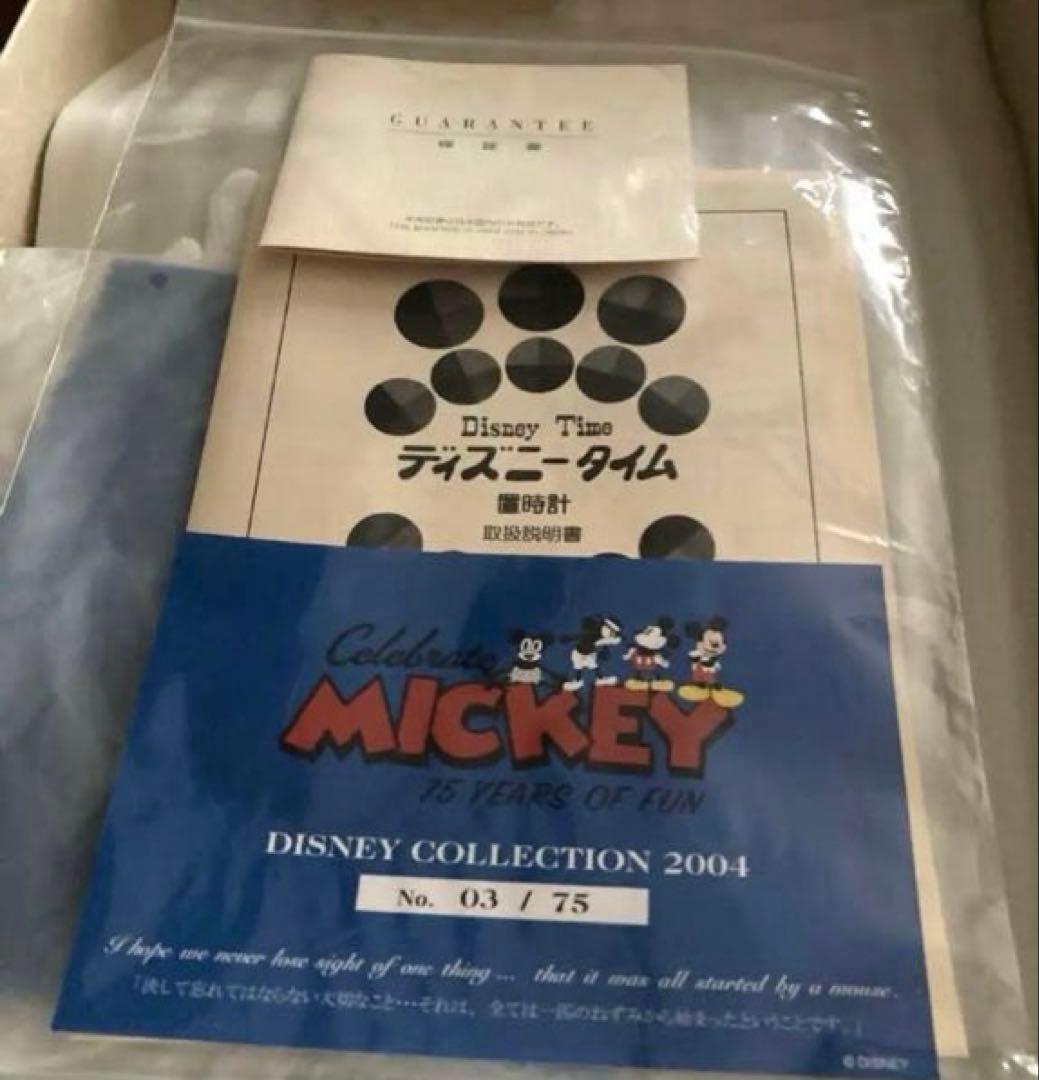 GUARANTEE
保 証 書
Disney Time
ディズニータイム
置時計
取扱説明書
Celebrate
MICKEY
75 YEARS OF FUN
DISNEY COLLECTION 2004
No. 03 / 75
I hope we never lose sight of one thing... that it was all started by a mouse.
「決して忘れてはならない大切なこと…それは、全ては一匹のねずみから始まったということです。」
© DISNEY